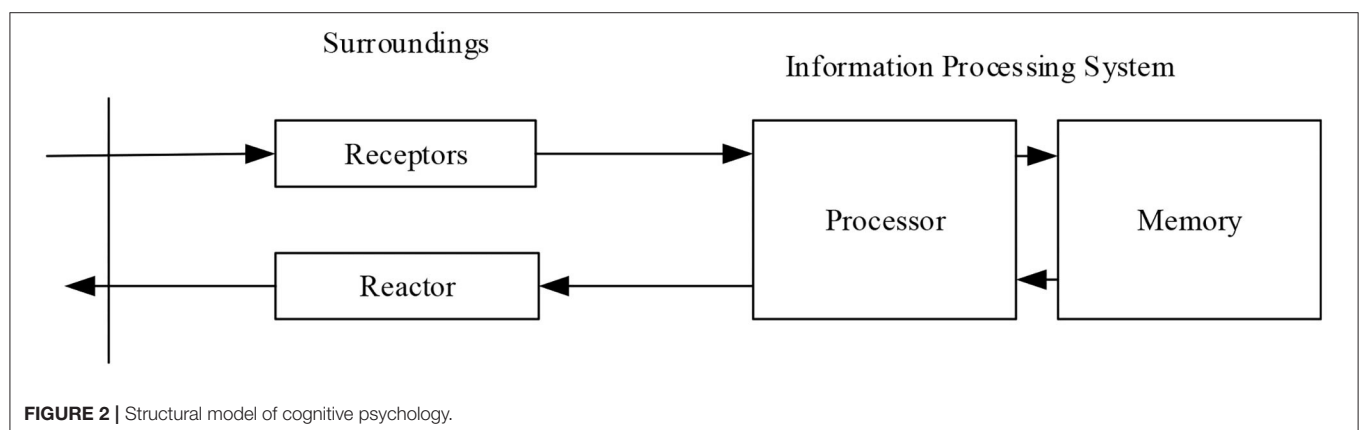 Surroundings
Information Processing System
Receptors
Processor
Memory
Reactor
FIGURE 2 | Structural model of cognitive psychology.